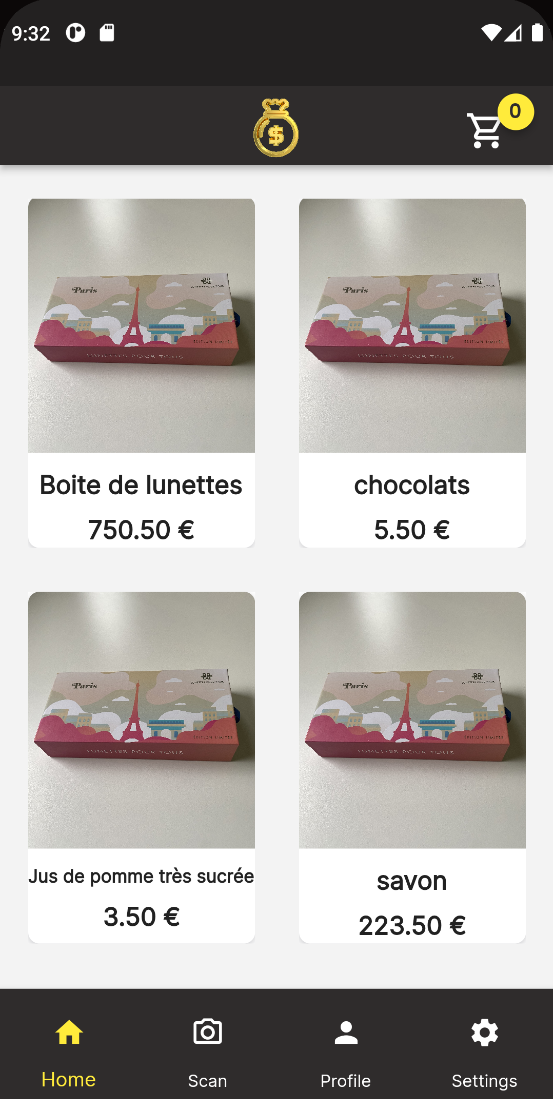 9:32
0
Paris
Paris
Boite de lunettes
chocolats
750.50 €
5.50 €
Paris
Paris
Jus de pomme très sucrée
savon
3.50 €
223.50 €
Home
Scan
Profile
Settings